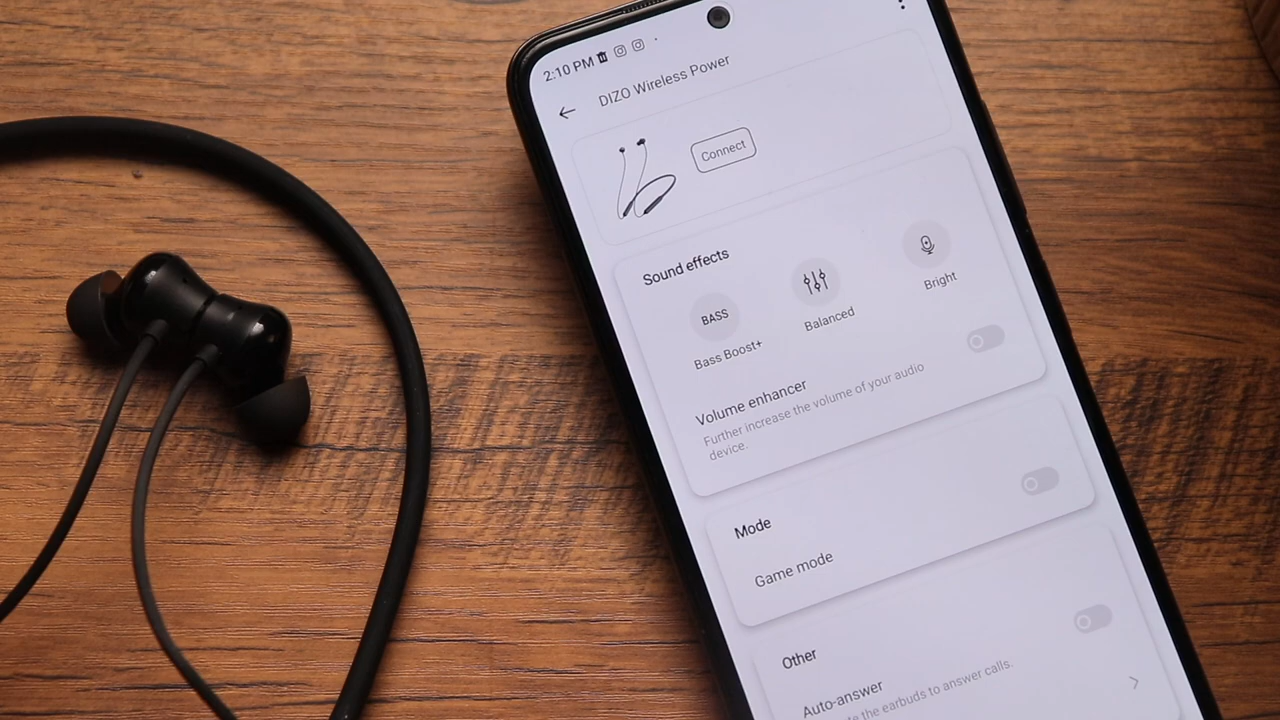 2:10 PM
DIZO Wireless Power
Connect
Sound effects
BASS
Bass Boost+
Balanced
Bright
Volume enhancer
Further increase the volume of your audio
device.
Mode
Game mode
Other
Auto-answer
the earbuds to answer calls.